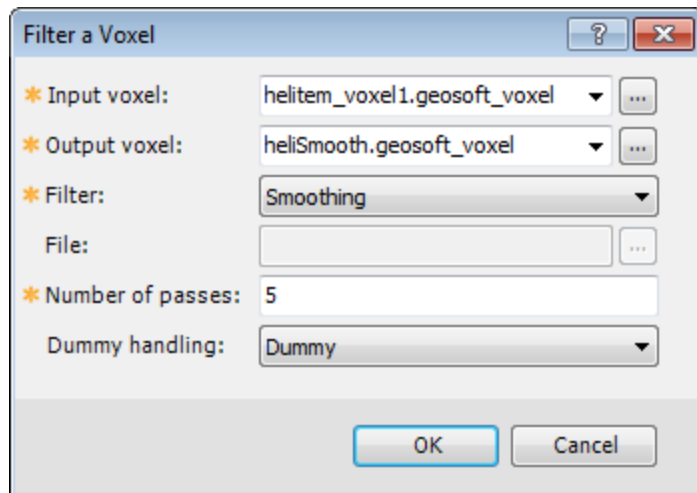 Filter a Voxel
? 
* Input voxel: helitem_voxel1.geosoft_voxel ...
* Output voxel: heliSmooth.geosoft_voxel ...
* Filter: Smoothing
File: ...
* Number of passes: 5
Dummy handling: Dummy
OK Cancel